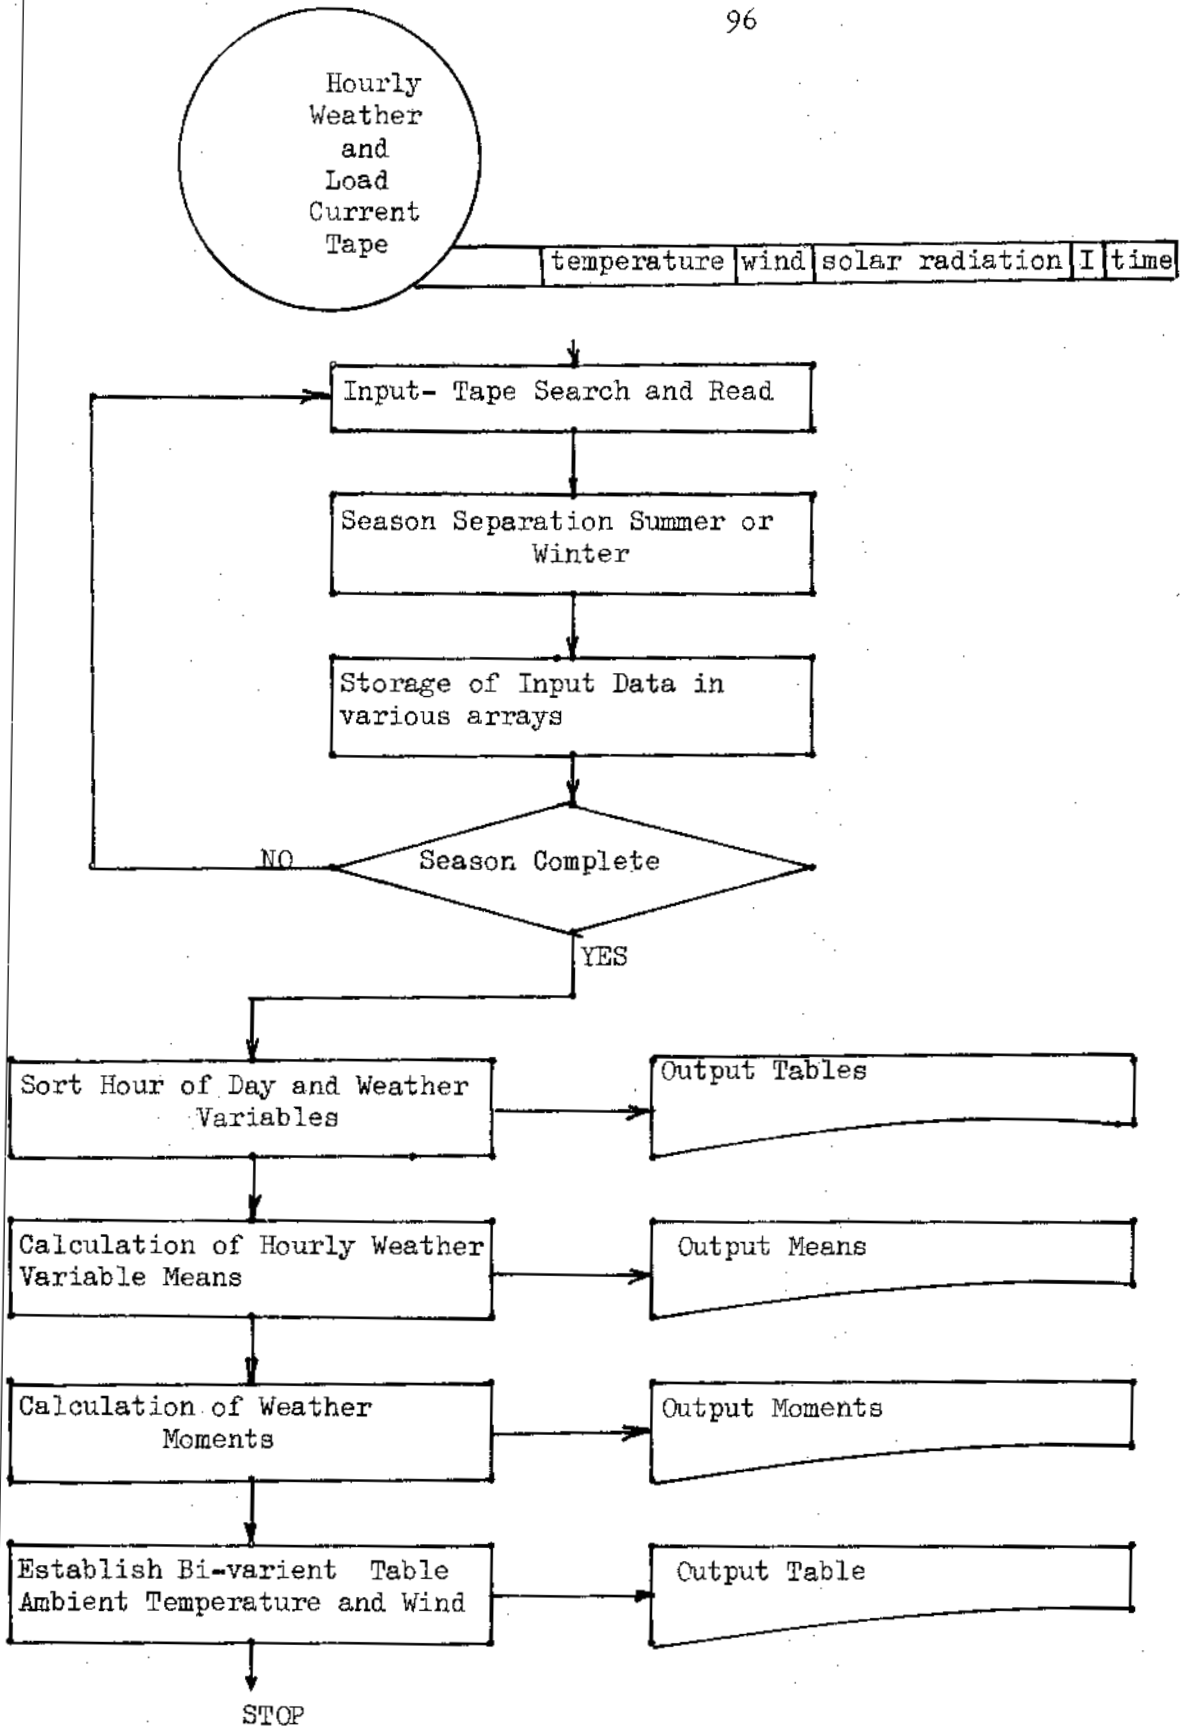 96
Hourly
Weather
and
Load
Current
Tape
temperature wind solar radiation I time
Input- Tape Search and Read
Season Separation Summer or
Winter
Storage of Input Data in
various arrays
NO
Season Complete
YES
Sort Hour of Day and Weather
Variables
Output Tables
Calculation of Hourly Weather
Variable Means
Output Means
Calculation of Weather
Moments
Output Moments
Establish Bi-varient Table
Ambient Temperature and Wind
Output Table
STOP